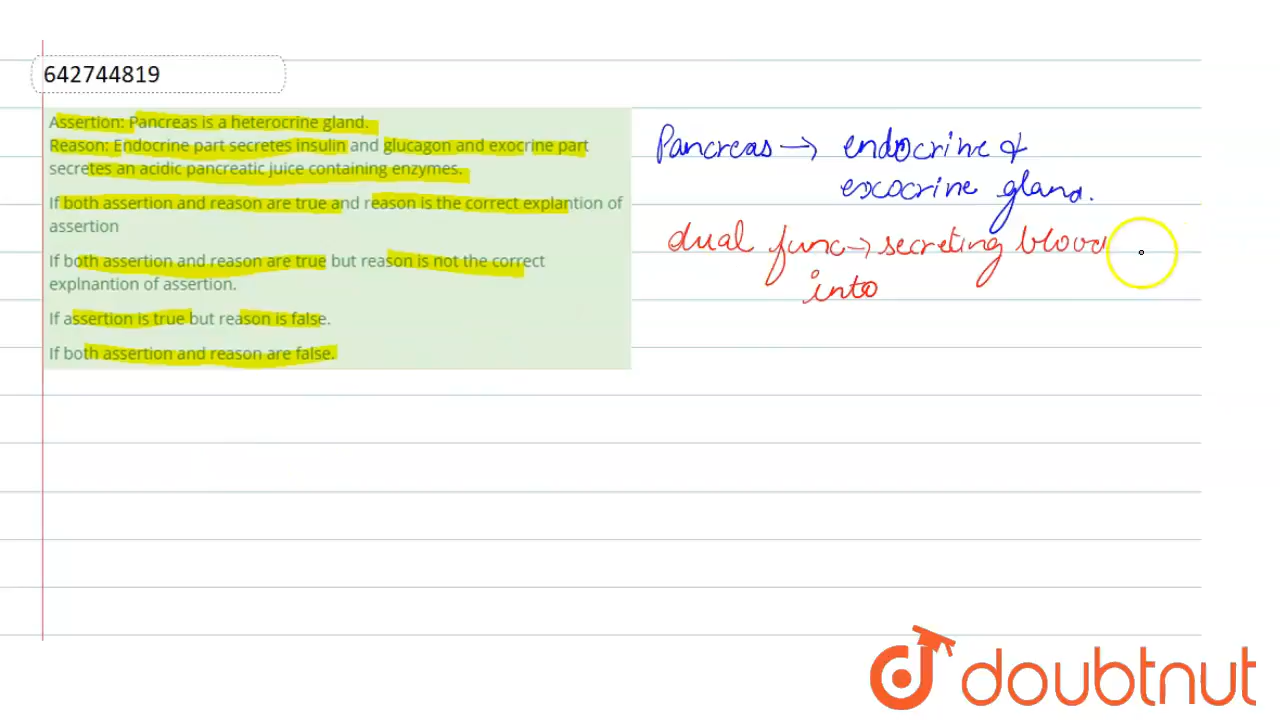 642744819
Assertion: Pancreas is a heterocrine gland.
Reason: Endocrine part secretes insulin and glucagon and exocrine part
secretes an acidic pancreatic juice containing enzymes.
If both assertion and reason are true and reason is the correct explantion of
assertion
If both assertion and reason are true but reason is not the correct
explnantion of assertion.
If assertion is true but reason is false.
If both assertion and reason are false.
Pancreas → endocrine &
exocrine gland.
dual func → secreting blood
into
doubtnut